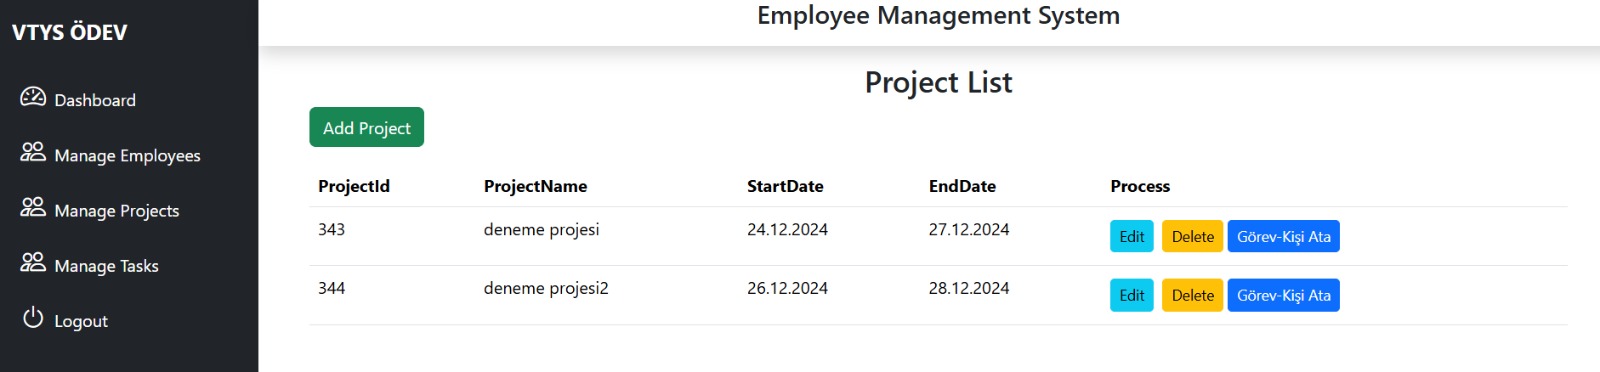 VTYS ÖDEV
Dashboard
Manage Employees
Manage Projects
Manage Tasks
Logout
Employee Management System
Project List
Add Project
ProjectId ProjectName StartDate EndDate Process
343 deneme projesi 24.12.2024 27.12.2024 Edit Delete Görev-Kişi Ata
344 deneme projesi2 26.12.2024 28.12.2024 Edit Delete Görev-Kişi Ata